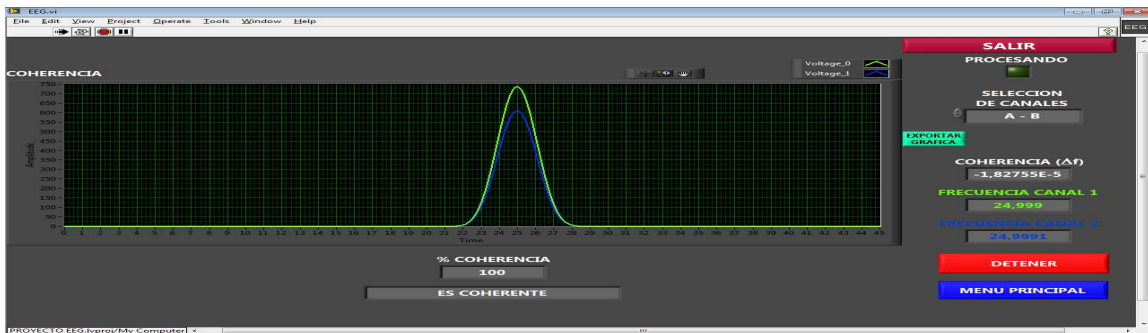 EEG.vi
File Edit View Project Operate Tools Window Help
EEG
SALIR
PROCESANDO
COHERENCIA
Voltage_0
Voltage_1
SELECCION
DE CANALES
A - B
EXPORTAR
GRAFICA
COHERENCIA (Δf)
-1,82755E-5
FRECUENCIA CANAL 1
24,999
FRECUENCIA CANAL 2
24,9991
Amplitude
750
700
650
600
550
500
450
400
350
300
250
200
150
100
50
0
0 1 2 3 4 5 6 7 8 9 10 11 12 13 14 15 16 17 18 19 20 21 22 23 24 25 26 27 28 29 30 31 32 33 34 35 36 37 38 39 40 41 42 43 44 45
Time
% COHERENCIA
100
ES COHERENTE
DETENER
MENU PRINCIPAL
PROYECTO EEG.lvproj/My Computer